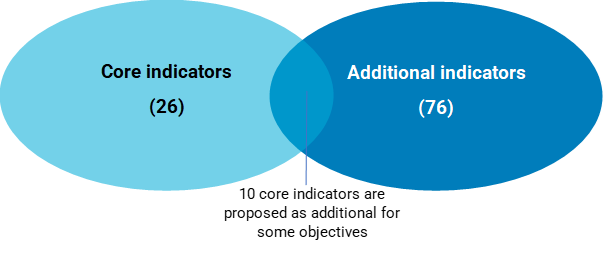 Core indicators
(26)
Additional indicators
(76)
10 core indicators are
proposed as additional for
some objectives